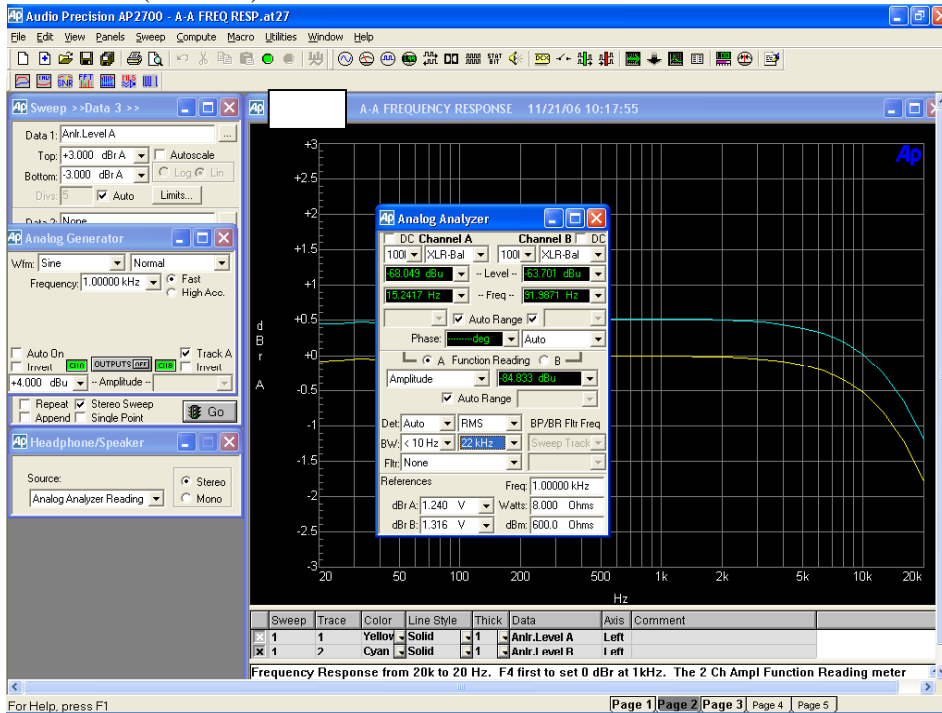 Audio Precision AP2700 - A-A FREQ RESP.at27
File Edit View Panels Sweep Compute Macro Utilities Window Help
Sweep >>Data 3 >>
Data 1: Anlr.Level A ...
Top: +3.000 dBr A Autoscale
Bottom: -3.000 dBr A Log Lin
Divs: 5 Auto Limits...
Data 2: None
Analog Generator
Wfm: Sine Normal
Frequency: 1.00000 kHz Fast
High Acc.
Auto On Track A
Invert CHA OUTPUTS OFF CHB Invert
+4.000 dBu -- Amplitude --
Repeat Stereo Sweep
Append Single Point Go
Headphone/Speaker
Source: Stereo
Analog Analyzer Reading Mono
A-A FREQUENCY RESPONSE 11/21/06 10:17:55
Ap
+3
+2.5
+2
+1.5
+1
+0.5
+0
-0.5
-1
-1.5
-2
-2.5
-3
d
B
r
A
20 50 100 200 500 1k 2k 5k 10k 20k
Hz
Analog Analyzer
DC Channel A Channel B DC
100k XLR-Bal 100k XLR-Bal
-68.049 dBu -- Level -- -63.701 dBu
15.2417 Hz -- Freq -- 91.9871 Hz
Auto Range
Phase: -------deg Auto
A Function Reading B
Amplitude -84.833 dBu
Auto Range
Det: Auto RMS BP/BR Fltr Freq
BW: < 10 Hz 22 kHz Sweep Track
Fltr: None
References Freq: 1.00000 kHz
dBr A: 1.240 V Watts: 8.000 Ohms
dBr B: 1.316 V dBm: 600.0 Ohms
Sweep Trace Color Line Style Thick Data Axis Comment
1 1 Yellow Solid 1 Anlr.Level A Left
1 2 Cyan Solid 1 Anlr.Level B Left
Frequency Response from 20k to 20 Hz. F4 first to set 0 dBr at 1kHz. The 2 Ch Ampl Function Reading meter
For Help, press F1
Page 1 Page 2 Page 3 Page 4 Page 5